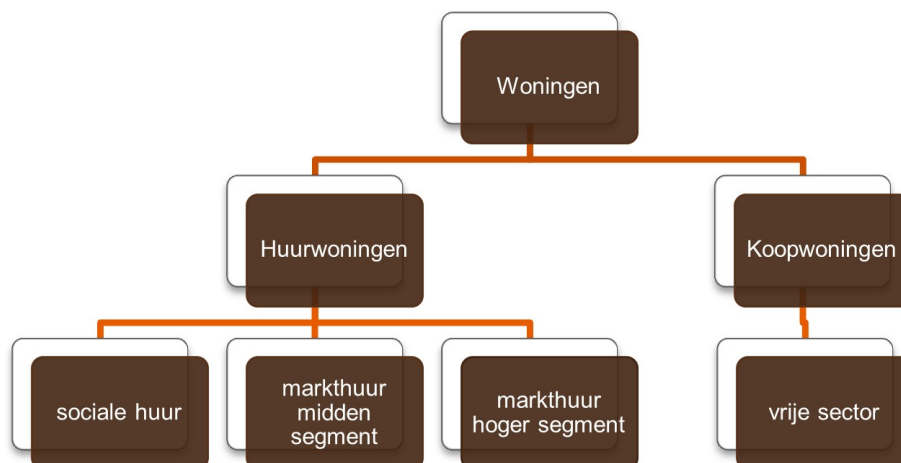 Woningen
Huurwoningen
Koopwoningen
sociale huur
markthuur
midden
segment
markthuur
hoger segment
vrije sector